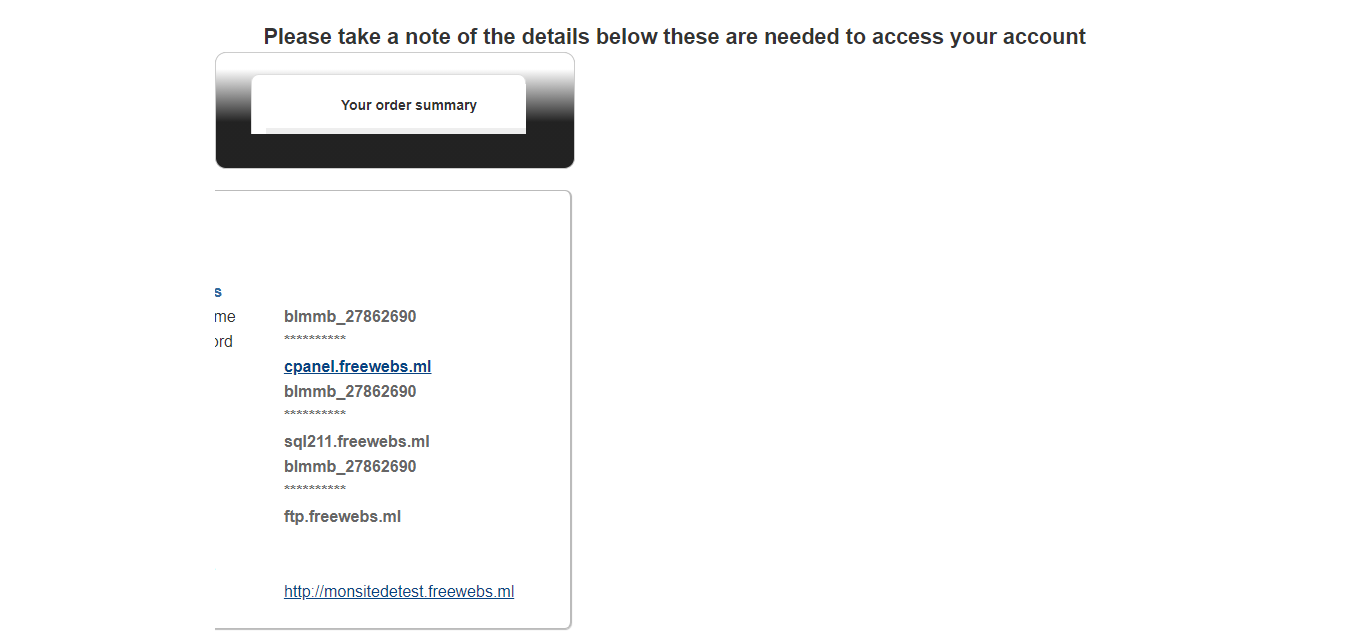 Please take a note of the details below these are needed to access your account
Your order summary
s
me blmmb_27862690
ord **********
cpanel.freewebs.ml
blmmb_27862690
**********
sql211.freewebs.ml
blmmb_27862690
**********
ftp.freewebs.ml
http://monsitedetest.freewebs.ml